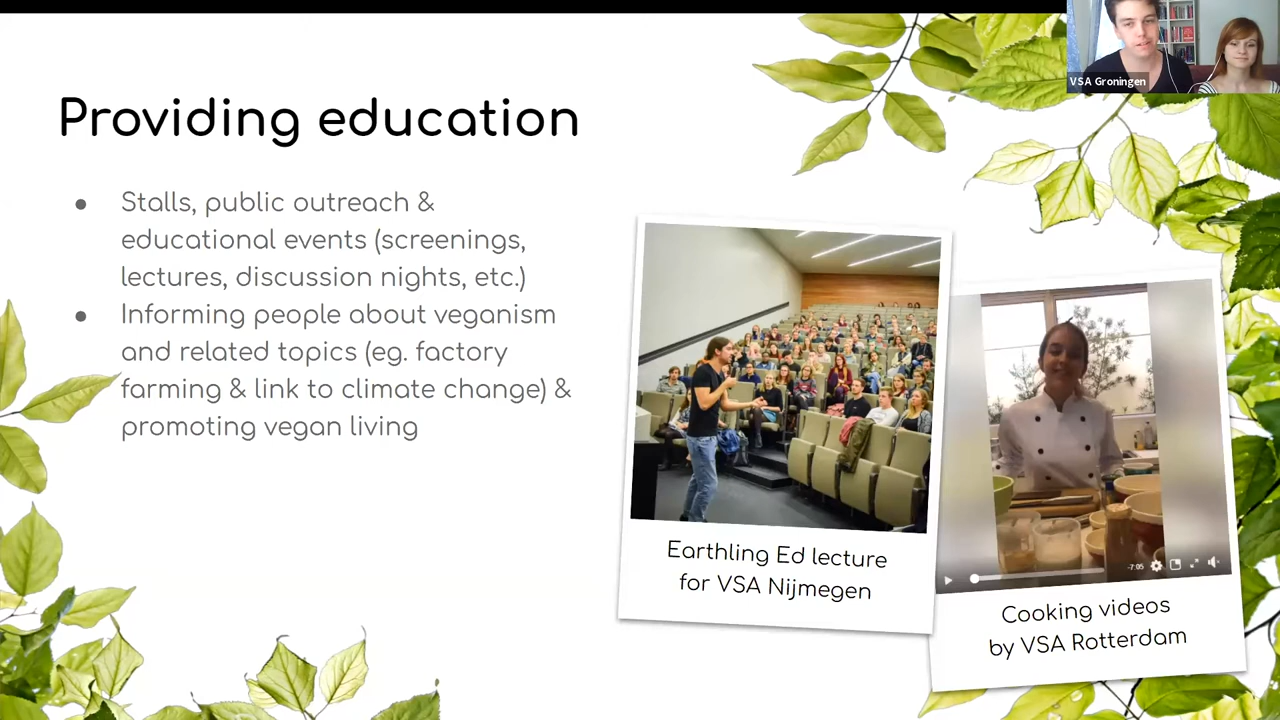 VSA Groningen
Providing education
● Stalls, public outreach &
educational events (screenings,
lectures, discussion nights, etc.)
● Informing people about veganism
and related topics (eg. factory
farming & link to climate change) &
promoting vegan living
Earthling Ed lecture
for VSA Nijmegen
-7:05
Cooking videos
by VSA Rotterdam